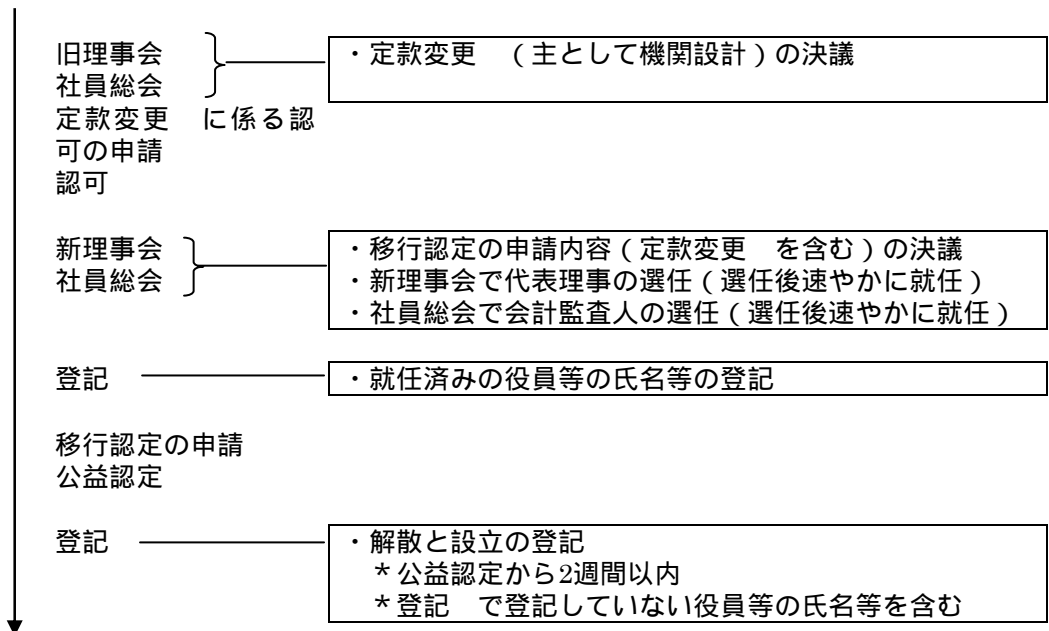 旧理事会
社員総会
・定款変更　（主として機関設計）の決議
定款変更　に係る認
可の申請
認可
新理事会
社員総会
・移行認定の申請内容（定款変更　を含む）の決議
・新理事会で代表理事の選任（選任後速やかに就任）
・社員総会で会計監査人の選任（選任後速やかに就任）
登記
・就任済みの役員等の氏名等の登記
移行認定の申請
公益認定
登記
・解散と設立の登記
＊公益認定から2週間以内
＊登記　で登記していない役員等の氏名等を含む